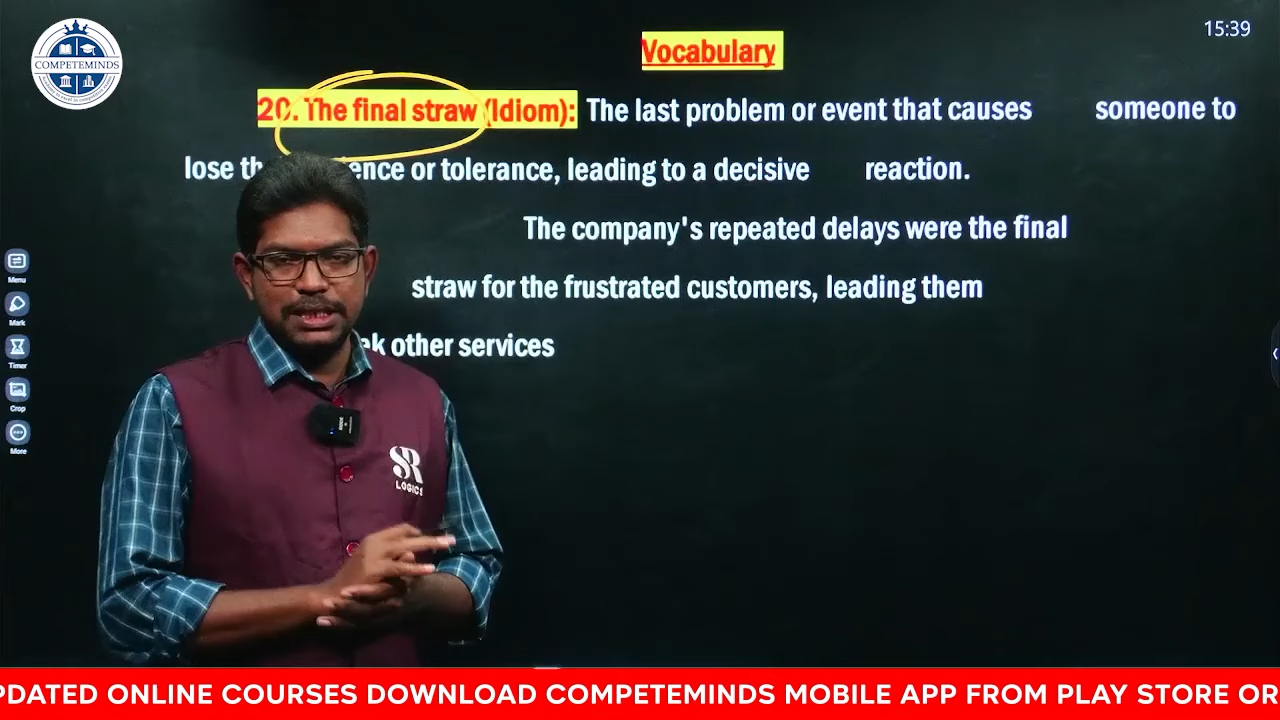 COMPETEMINDS
15:39
Vocabulary
20. The final straw (Idiom): The last problem or event that causes someone to
lose ence or tolerance, leading to a decisive reaction.
The company's repeated delays were the final
straw for the frustrated customers, leading them
ek other services
Menu
Mark
Timer
Crop
More
SR
LOGICS
PDATED ONLINE COURSES DOWNLOAD COMPETEMINDS MOBILE APP FROM PLAY STORE OR